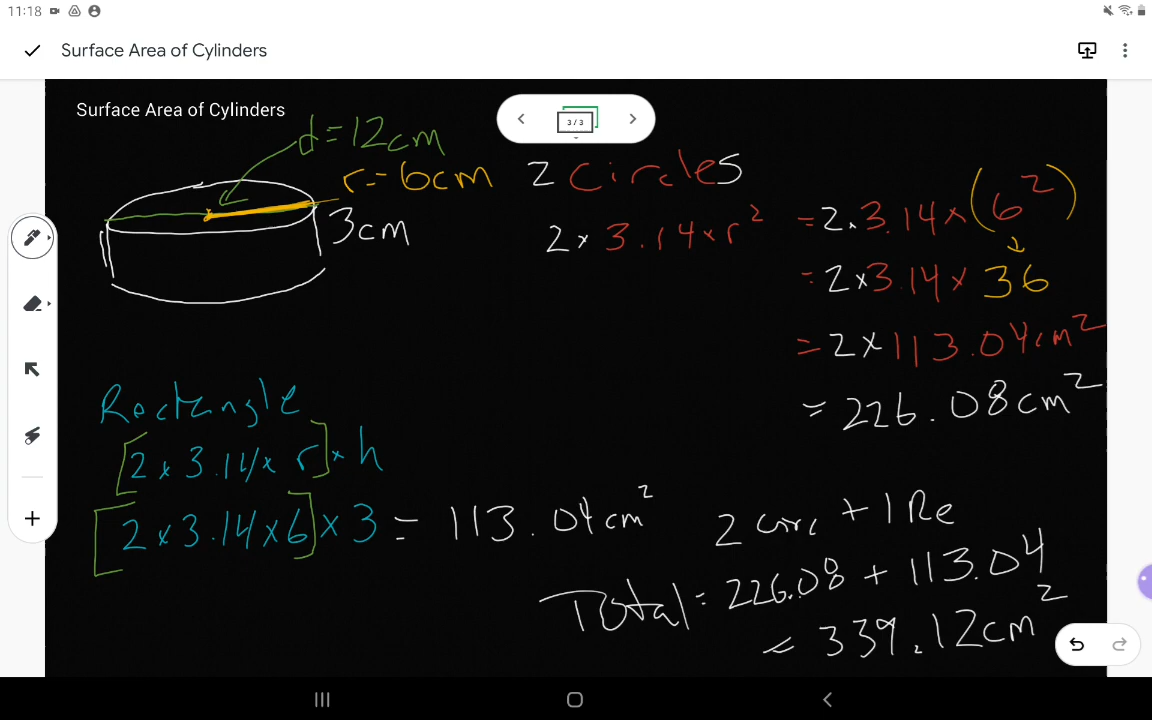 11:18
Surface Area of Cylinders
Surface Area of Cylinders
3 / 3
d=12cm
r=6cm
3cm
2 circles
2 × 3.14 × r²
=2×3.14×(6²)
=2×3.14×36
=2×113.04cm²
=226.08cm²
Rectangle
[2 × 3.14 × r] × h
[2 × 3.14 × 6] × 3 = 113.04cm²
2 circ + 1 Re
Total = 226.08 + 113.04
= 339.12cm²